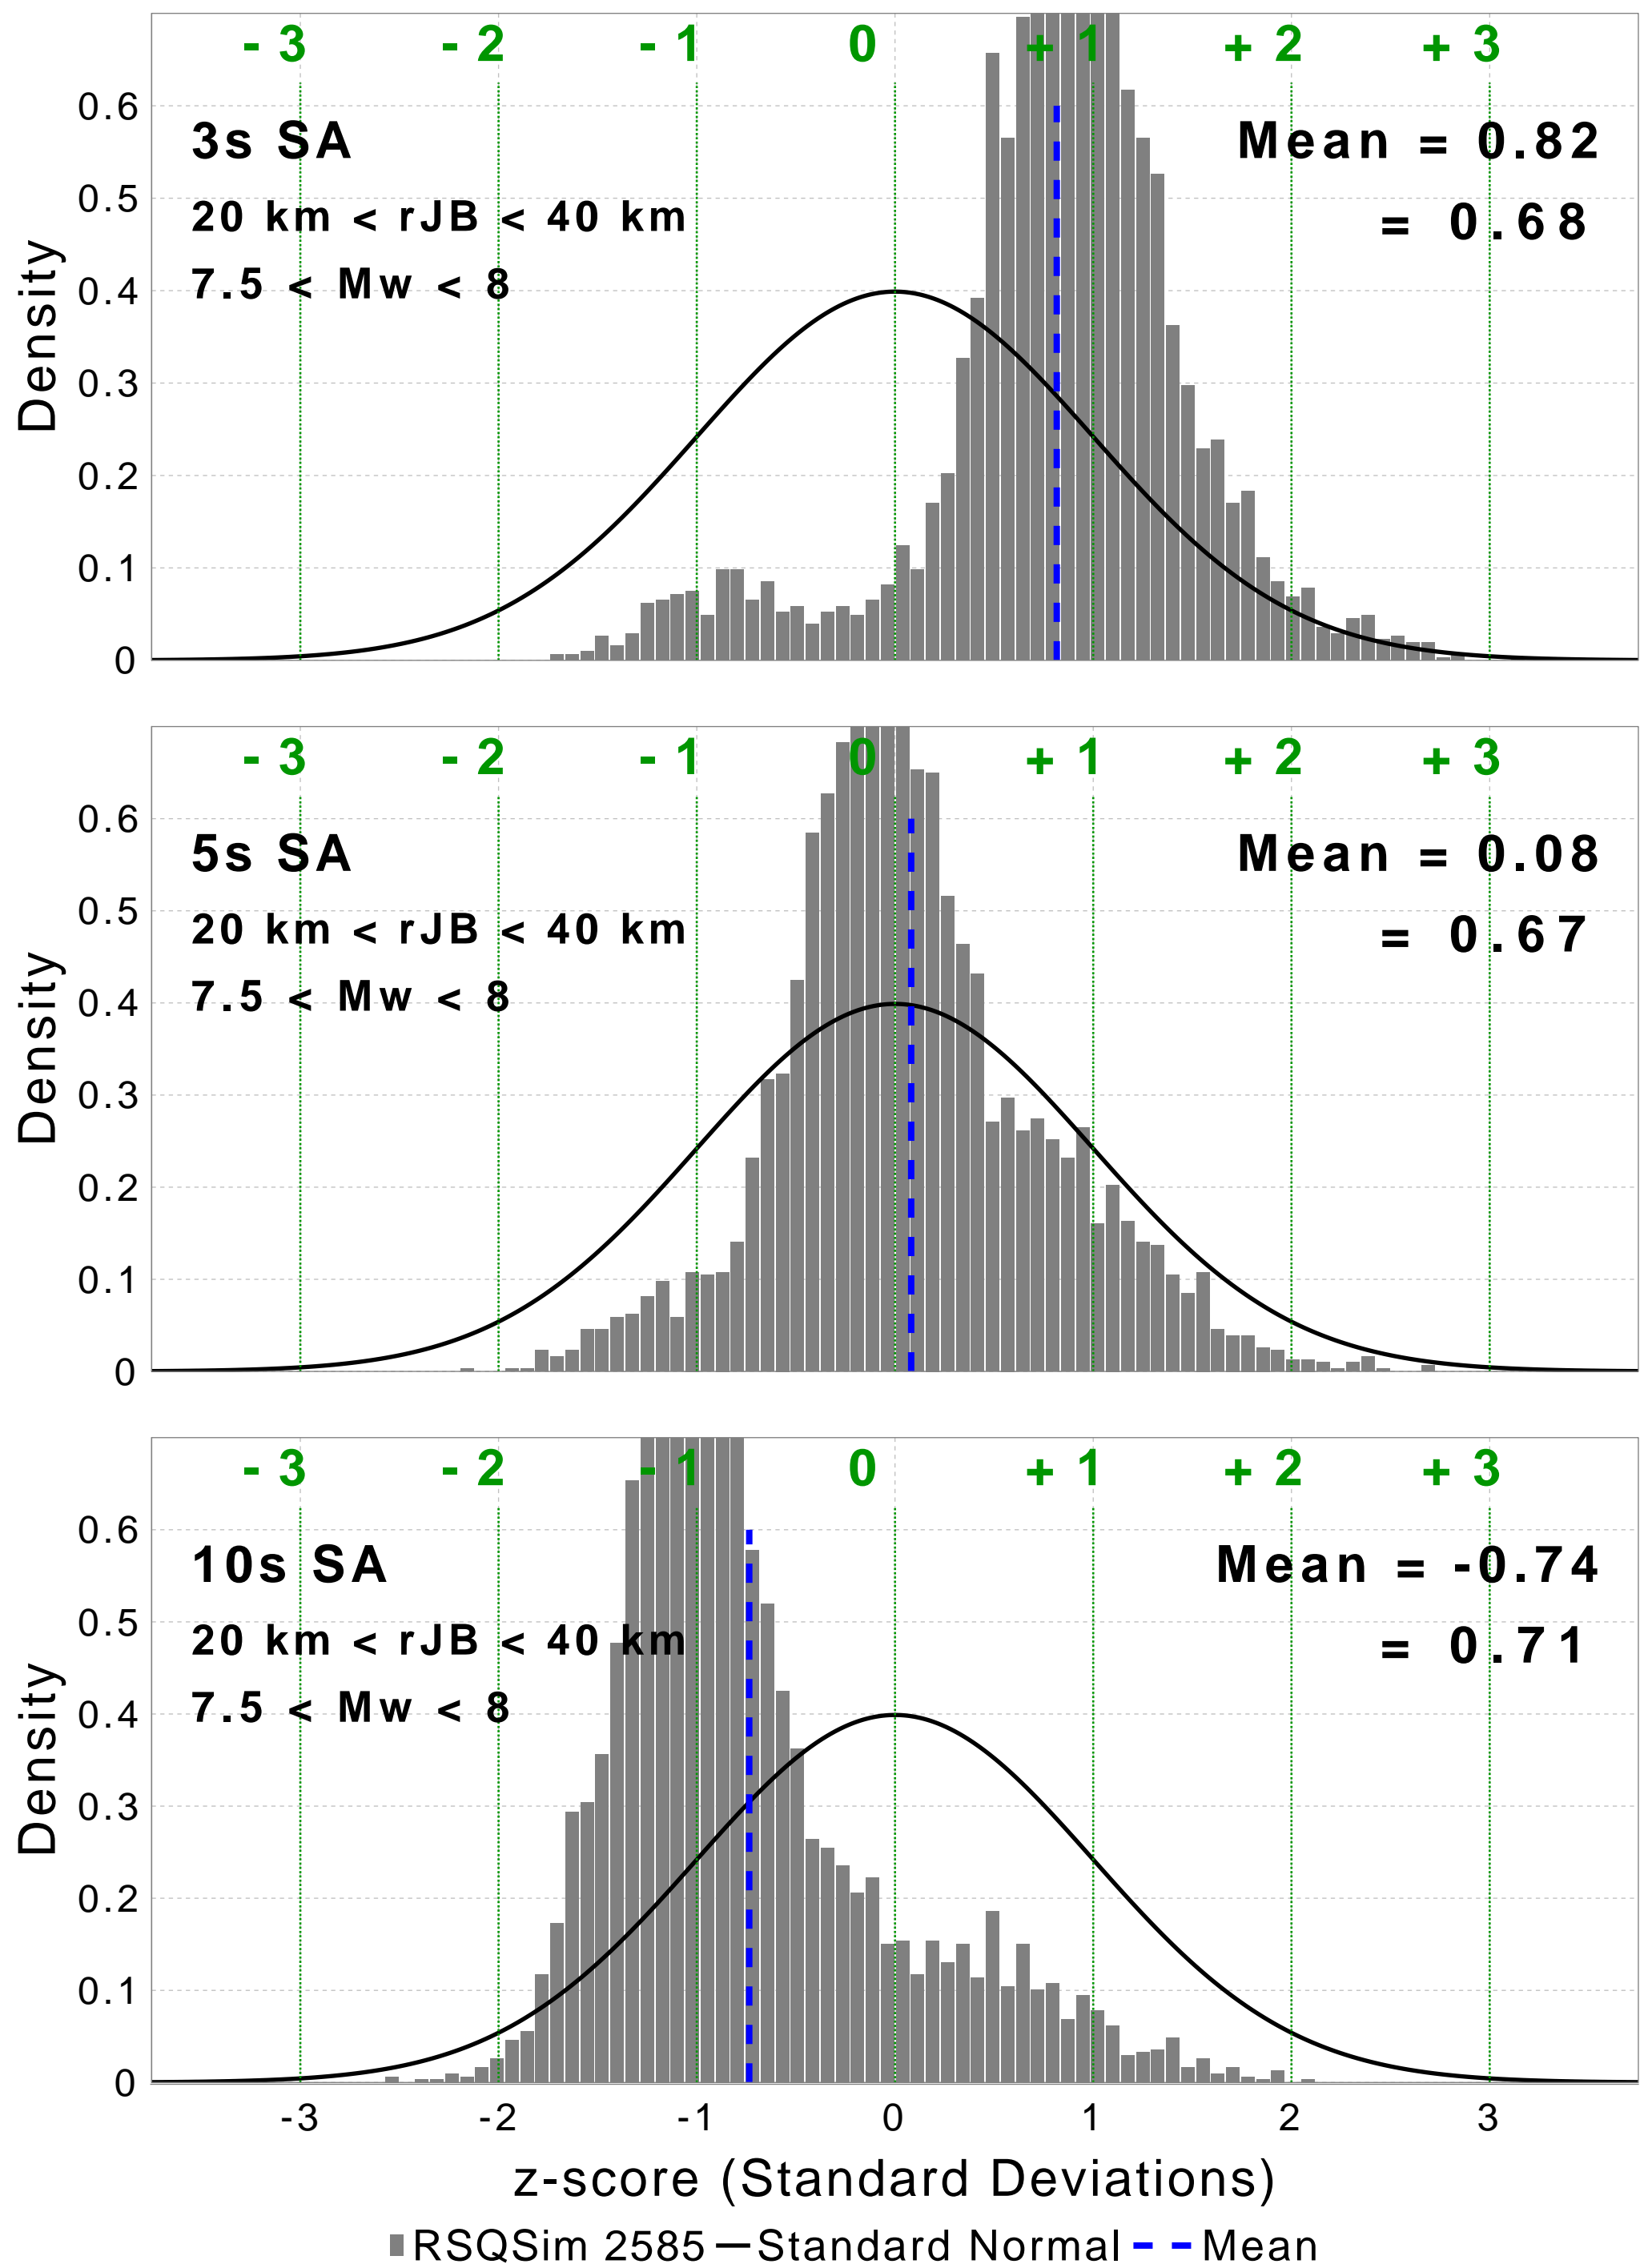 - 3 - 2 - 1 0 + 1 + 2 + 3
3s SA
20 km < rJB < 40 km
7.5 < Mw < 8
Mean = 0.82
= 0.68
Density
0.6
0.5
0.4
0.3
0.2
0.1
0
- 3 - 2 - 1 0 + 1 + 2 + 3
5s SA
20 km < rJB < 40 km
7.5 < Mw < 8
Mean = 0.08
= 0.67
Density
0.6
0.5
0.4
0.3
0.2
0.1
0
- 3 - 2 - 1 0 + 1 + 2 + 3
10s SA
20 km < rJB < 40 km
7.5 < Mw < 8
Mean = -0.74
= 0.71
Density
0.6
0.5
0.4
0.3
0.2
0.1
0
-3 -2 -1 0 1 2 3
z-score (Standard Deviations)
RSQSim 2585 Standard Normal Mean